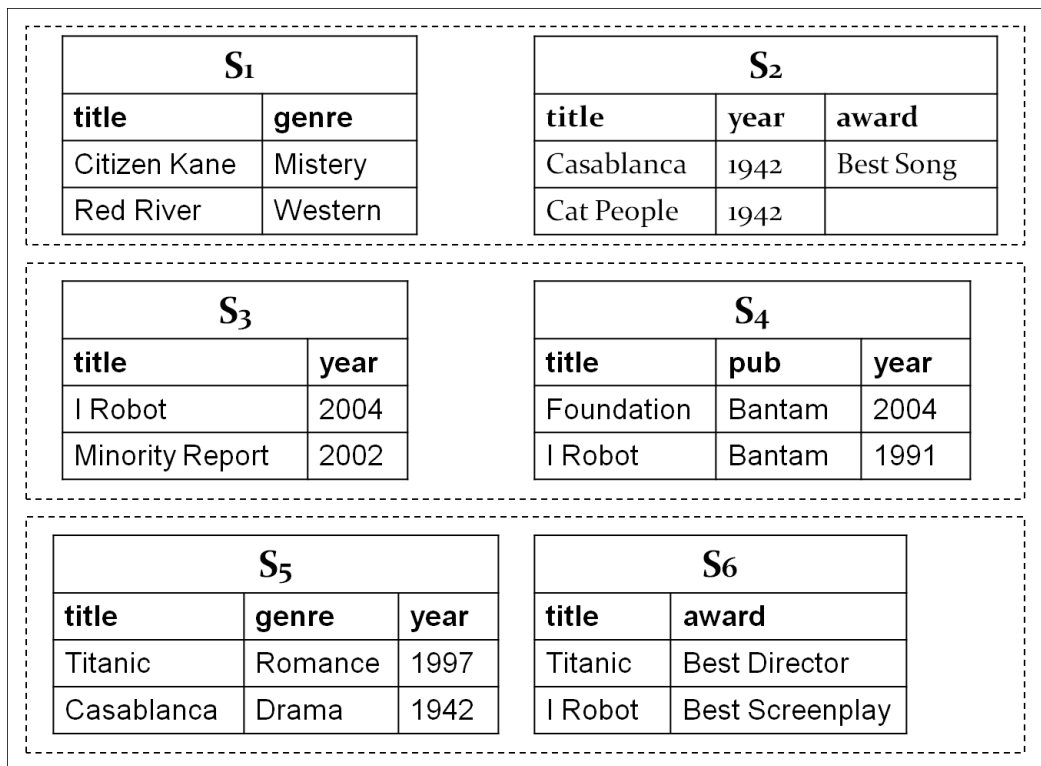 S1
title genre
Citizen Kane Mistery
Red River Western
S2
title year award
Casablanca 1942 Best Song
Cat People 1942
S3
title year
I Robot 2004
Minority Report 2002
S4
title pub year
Foundation Bantam 2004
I Robot Bantam 1991
S5
title genre year
Titanic Romance 1997
Casablanca Drama 1942
S6
title award
Titanic Best Director
I Robot Best Screenplay